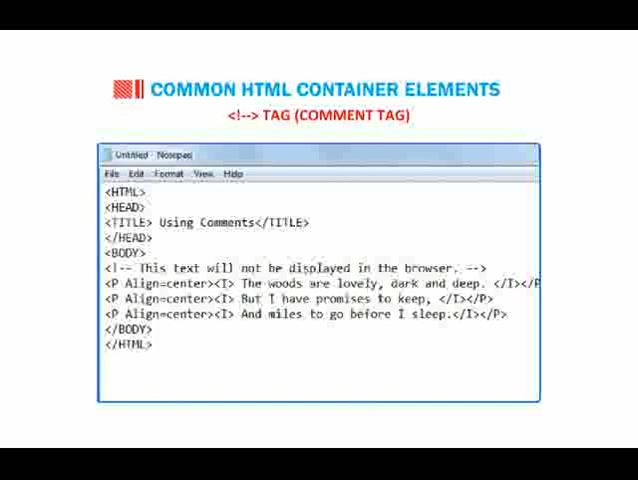 COMMON HTML CONTAINER ELEMENTS
<!--> TAG (COMMENT TAG)
Untitled - Notepad
File Edit Format View Help
<HTML>
<HEAD>
<TITLE> Using Comments</TITLE>
</HEAD>
<BODY>
<!-- This text will not be displayed in the browser. -->
<P Align=center><I> The woods are lovely, dark and deep. </I></P
<P Align=center><I> But I have promises to keep, </I></P>
<P Align=center><I> And miles to go before I sleep.</I></P>
</BODY>
</HTML>